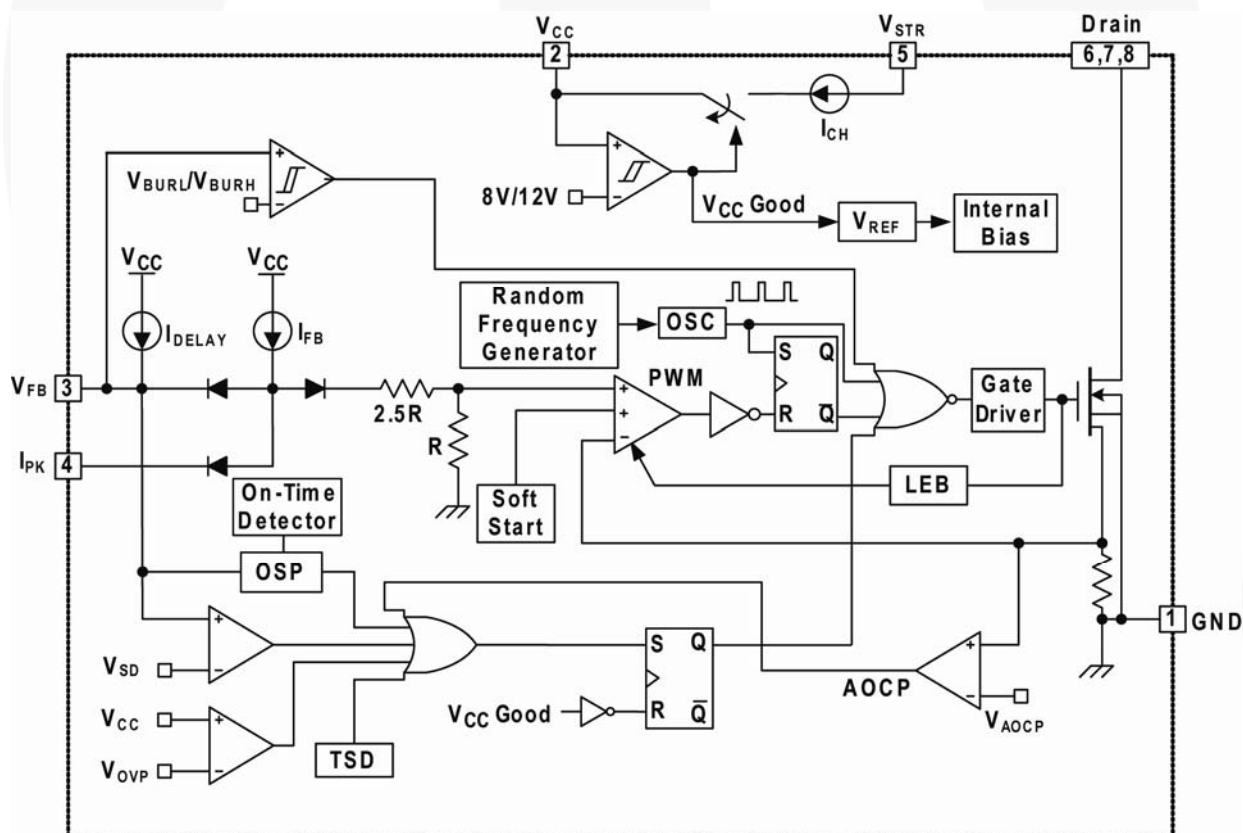 VCC
VSTR
Drain
2
5
6,7,8
ICH
VBURL/VBURH
8V/12V
VCC Good
VREF
Internal
Bias
VCC
VCC
IDELAY
IFB
Random
Frequency
Generator
OSC
S Q
R Q̅
PWM
Gate
Driver
VFB 3
2.5R
R
IPK 4
LEB
Soft
Start
On-Time
Detector
OSP
1 GND
VSD
S Q
R Q̅
AOCP
VAOCP
VCC Good
VCC
VOVP
TSD
+
−
+
−
+
+
−
+
−
+
−
+
−